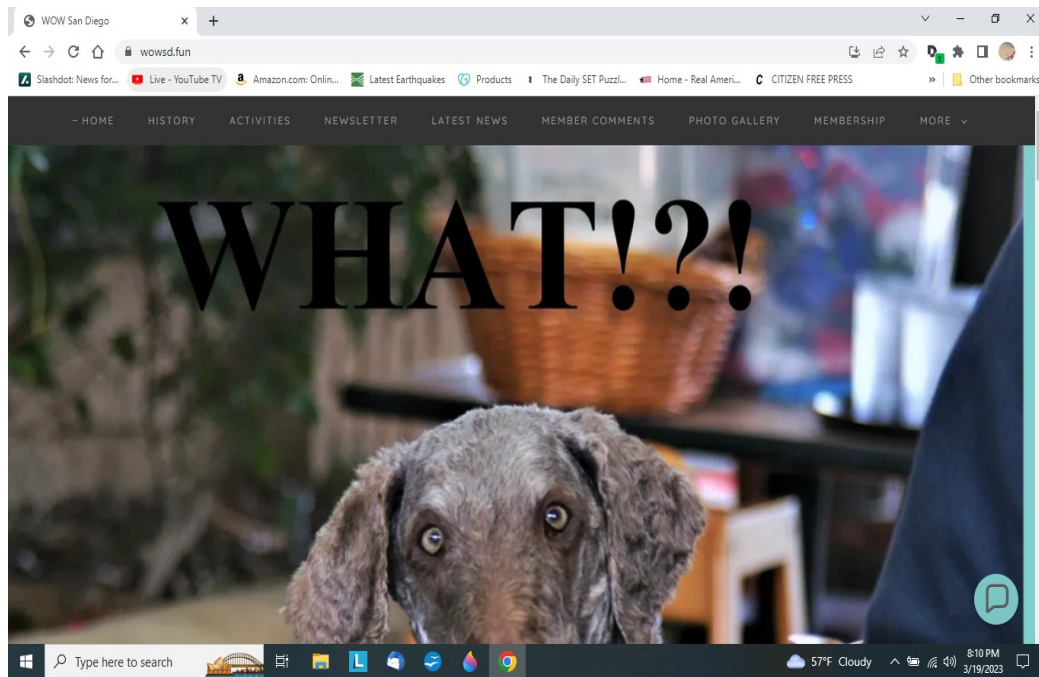 WOW San Diego
wowsd.fun
Slashdot: News for... Live - YouTube TV Amazon.com: Onlin... Latest Earthquakes Products The Daily SET Puzzl... Home - Real Ameri... CITIZEN FREE PRESS » Other bookmarks
– HOME HISTORY ACTIVITIES NEWSLETTER LATEST NEWS MEMBER COMMENTS PHOTO GALLERY MEMBERSHIP MORE
WHAT!?!
Type here to search L 57°F Cloudy 8:10 PM
3/19/2023